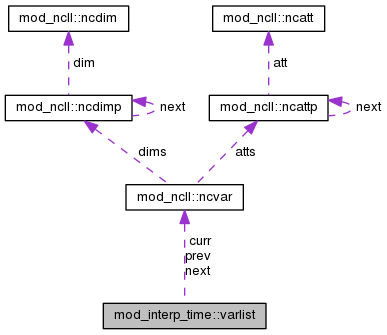 mod_ncll::ncdim
mod_ncll::ncatt
dim
att
mod_ncll::ncdimp
next
mod_ncll::ncattp
next
dims
atts
mod_ncll::ncvar
curr
prev
next
mod_interp_time::varlist